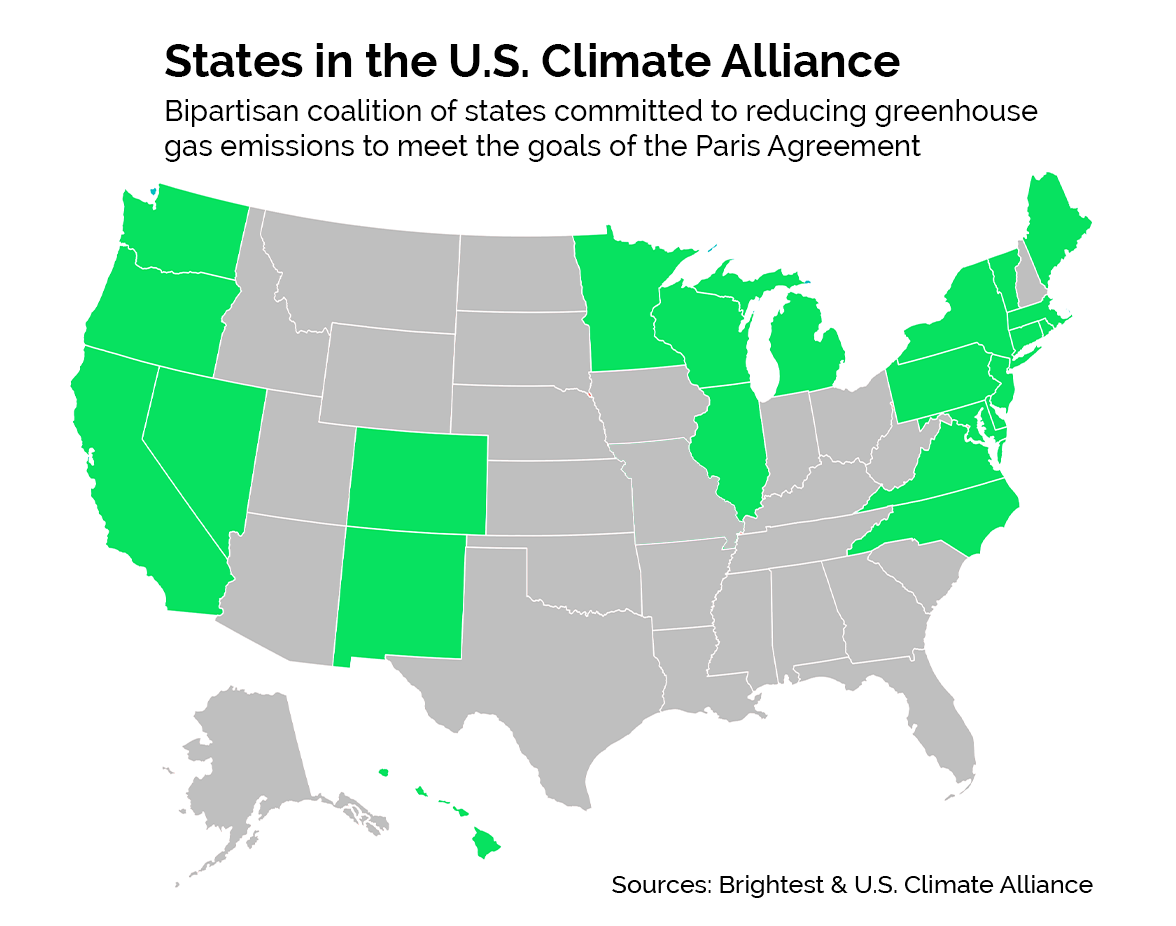 States in the U.S. Climate Alliance
Bipartisan coalition of states committed to reducing greenhouse
gas emissions to meet the goals of the Paris Agreement
Sources: Brightest & U.S. Climate Alliance